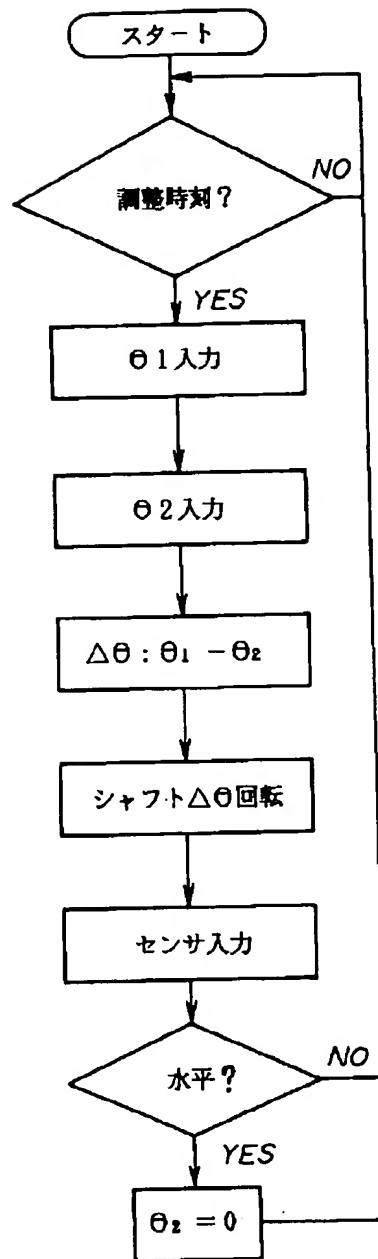 スタート
調整時刻?
NO
YES
θ1入力
θ2入力
△θ:θ₁ -θ₂
シャフト△θ回転
センサ入力
水平?
NO
YES
θ₂ =0